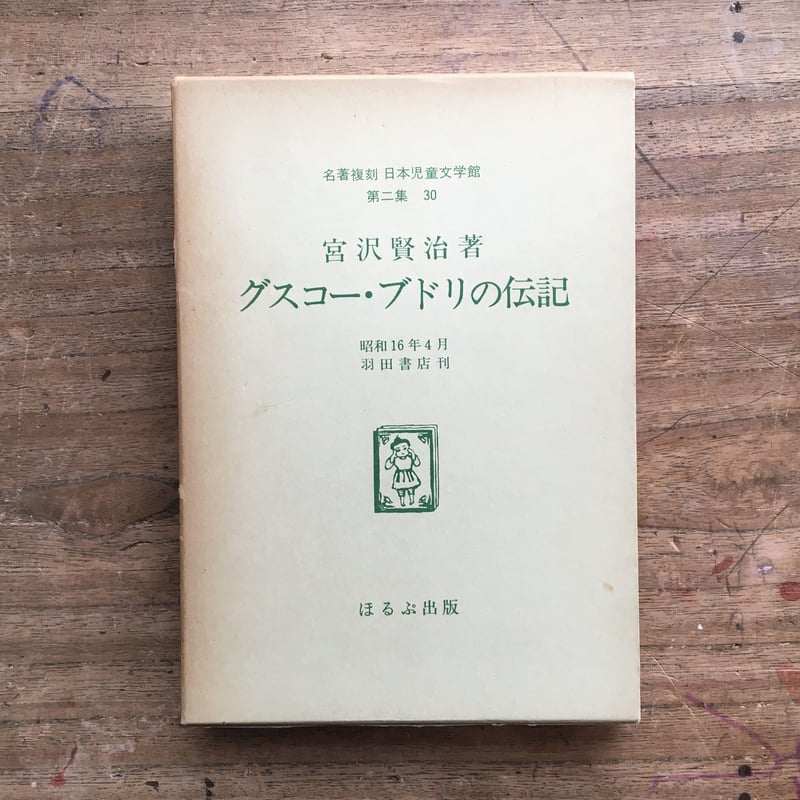 名著複刻 日本児童文学館
第二集 30
宮沢賢治著
グスコー・ブドリの伝記
昭和16年4月
羽田書店刊
ほるぷ出版